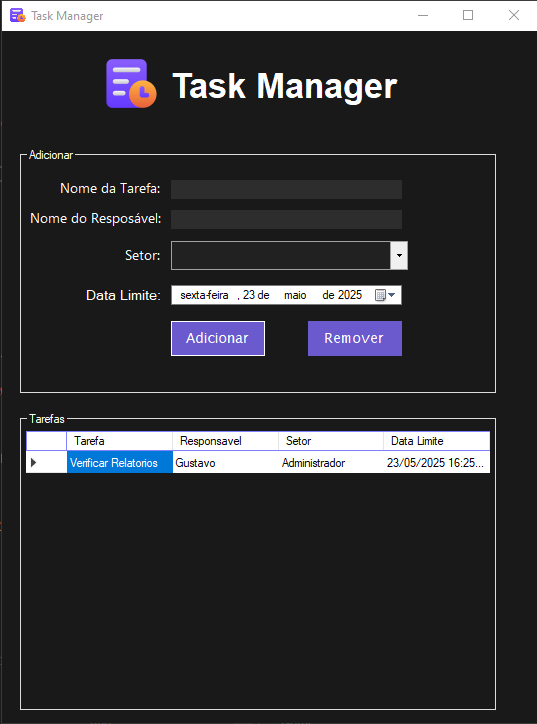 Task Manager
Task Manager
Adicionar
Nome da Tarefa:
Nome do Resposável:
Setor:
Data Limite: sexta-feira , 23 de maio de 2025
Adicionar Remover
Tarefas
Tarefa Responsavel Setor Data Limite
Verificar Relatorios Gustavo Administrador 23/05/2025 16:25...